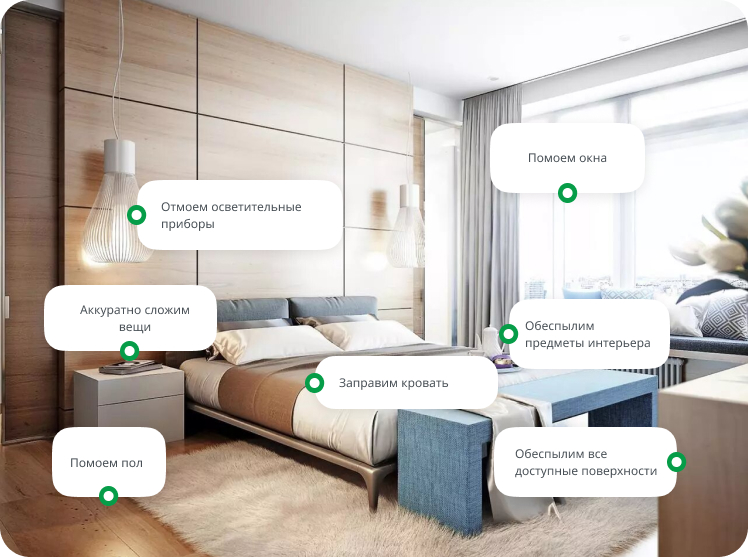 Помоем окна
Отмоем осветительные
приборы
Аккуратно сложим
вещи
Обеспылим
предметы интерьера
Заправим кровать
Помоем пол
Обеспылим все
доступные поверхности